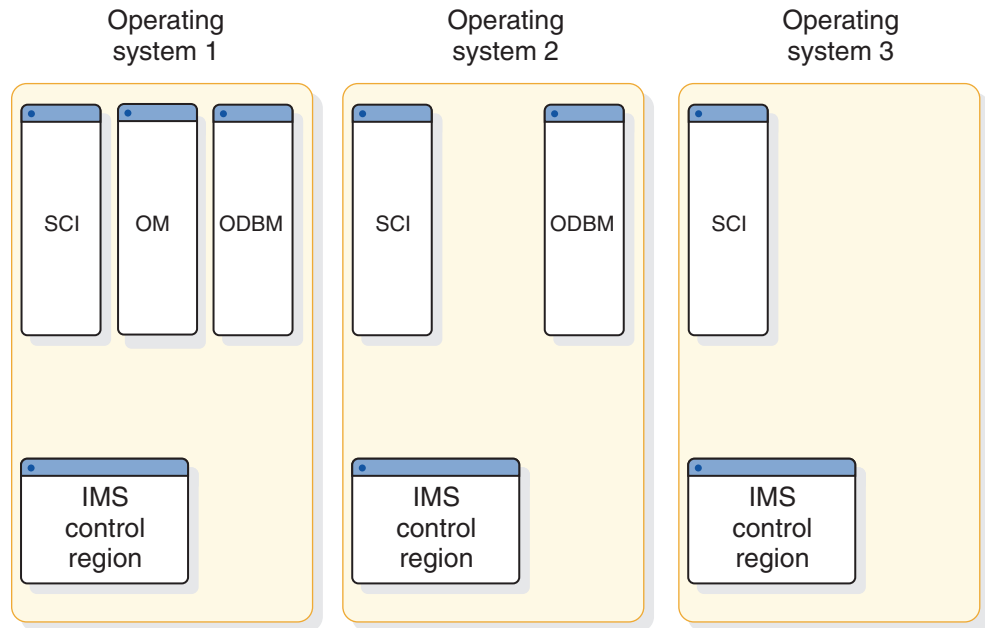 Operating
system 1
Operating
system 2
Operating
system 3
SCI
OM
ODBM
SCI
ODBM
SCI
IMS
control
region
IMS
control
region
IMS
control
region